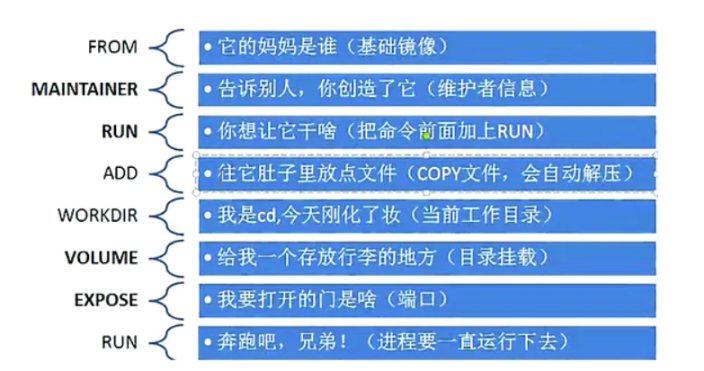 FROM • 它的妈妈是谁（基础镜像）
MAINTAINER • 告诉别人，你创造了它（维护者信息）
RUN • 你想让它干啥（把命令前面加上RUN）
ADD • 往它肚子里放点文件（COPY文件，会自动解压）
WORKDIR • 我是cd,今天刚化了妆（当前工作目录）
VOLUME • 给我一个存放行李的地方（目录挂载）
EXPOSE • 我要打开的门是啥（端口）
RUN • 奔跑吧，兄弟！（进程要一直运行下去）